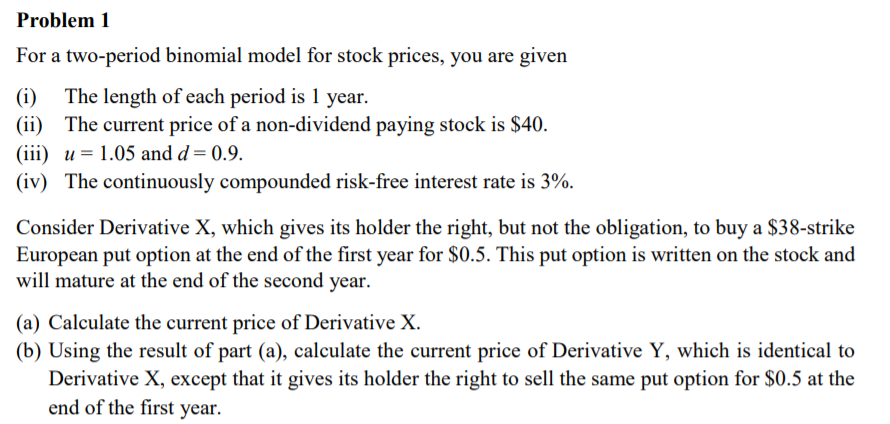 Problem 1
For a two-period binomial model for stock prices, you are given
(i) The length of each period is 1 year.
(ii) The current price of a non-dividend paying stock is $40.
(iii) u = 1.05 and d = 0.9.
(iv) The continuously compounded risk-free interest rate is 3%.
Consider Derivative X, which gives its holder the right, but not the obligation, to buy a $38-strike
European put option at the end of the first year for $0.5. This put option is written on the stock and
will mature at the end of the second year.
(a) Calculate the current price of Derivative X.
(b) Using the result of part (a), calculate the current price of Derivative Y, which is identical to
Derivative X, except that it gives its holder the right to sell the same put option for $0.5 at the
end of the first year.